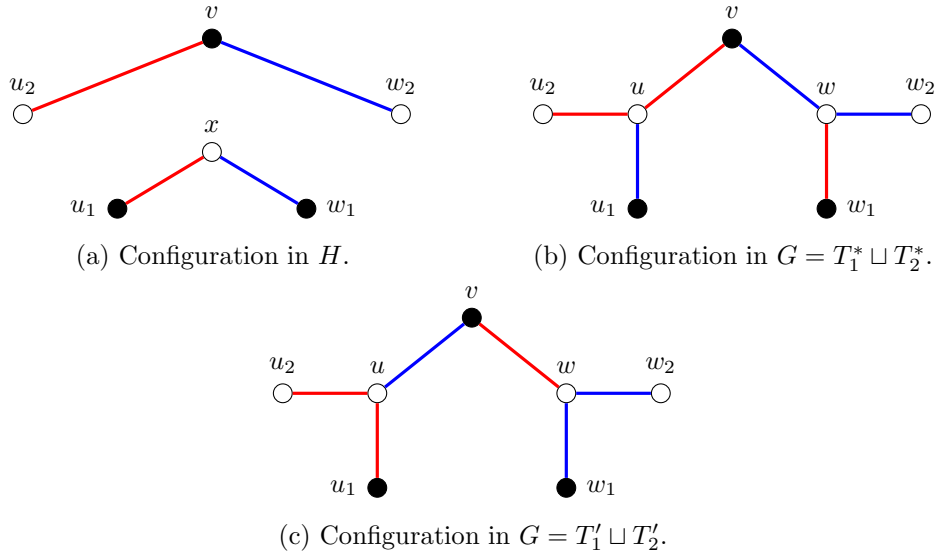 v
v
u₂
w₂
u₂
u
w
w₂
x
u₁
w₁
u₁
w₁
(a) Configuration in H.
(b) Configuration in G = T₁* ⊔ T₂*.
v
u₂
u
w
w₂
u₁
w₁
(c) Configuration in G = T₁′ ⊔ T₂′.